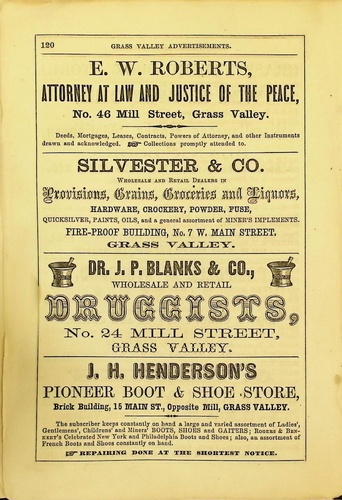 120 GRASS VALLEY ADVERTISEMENTS.
E. W. ROBERTS,
ATTORNEY AT LAW AND JUSTICE OF THE PEACE,
No. 46 Mill Street, Grass Valley.
Deeds, Mortgages, Leases, Contracts, Powers of Attorney, and other Instruments
drawn and acknowledged. ☞ Collections promptly attended to.
SILVESTER & CO.
WHOLESALE AND RETAIL DEALERS IN
Provisions, Grains, Groceries and Liquors,
HARDWARE, CROCKERY, POWDER, FUSE,
QUICKSILVER, PAINTS, OILS, and a general assortment of MINER'S IMPLEMENTS.
FIRE-PROOF BUILDING, No. 7 W. MAIN STREET.
GRASS VALLEY.
DR. J. P. BLANKS & CO.,
WHOLESALE AND RETAIL
DRUGGISTS,
No. 24 MILL STREET,
GRASS VALLEY.
J. H. HENDERSON'S
PIONEER BOOT & SHOE STORE,
Brick Building, 15 MAIN ST., Opposite Mill, GRASS VALLEY.
The subscriber keeps constantly on hand a large and varied assortment of Ladies',
Gentlemens', Childrens' and Miners' BOOTS, SHOES and GAITERS; ROGERS & BEN-
KERT'S Celebrated New York and Philadelphia Boots and Shoes; also, an assortment of
French Boots and Shoes constantly on hand.
☞ REPAIRING DONE AT THE SHORTEST NOTICE.